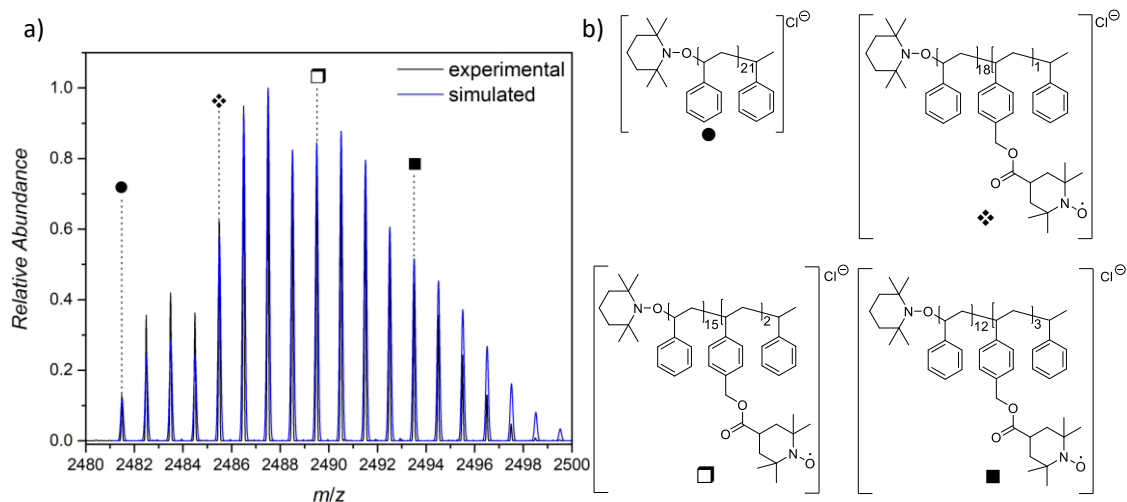 a)
experimental
simulated
Relative Abundance
1.0
0.8
0.6
0.4
0.2
0.0
2480 2482 2484 2486 2488 2490 2492 2494 2496 2498 2500
m/z
b)
Cl⊖
N O
21
Cl⊖
N O
18 1
O
O
N O·
Cl⊖
N O
15 2
O
O
N O·
Cl⊖
N O
12 3
O
O
N O·